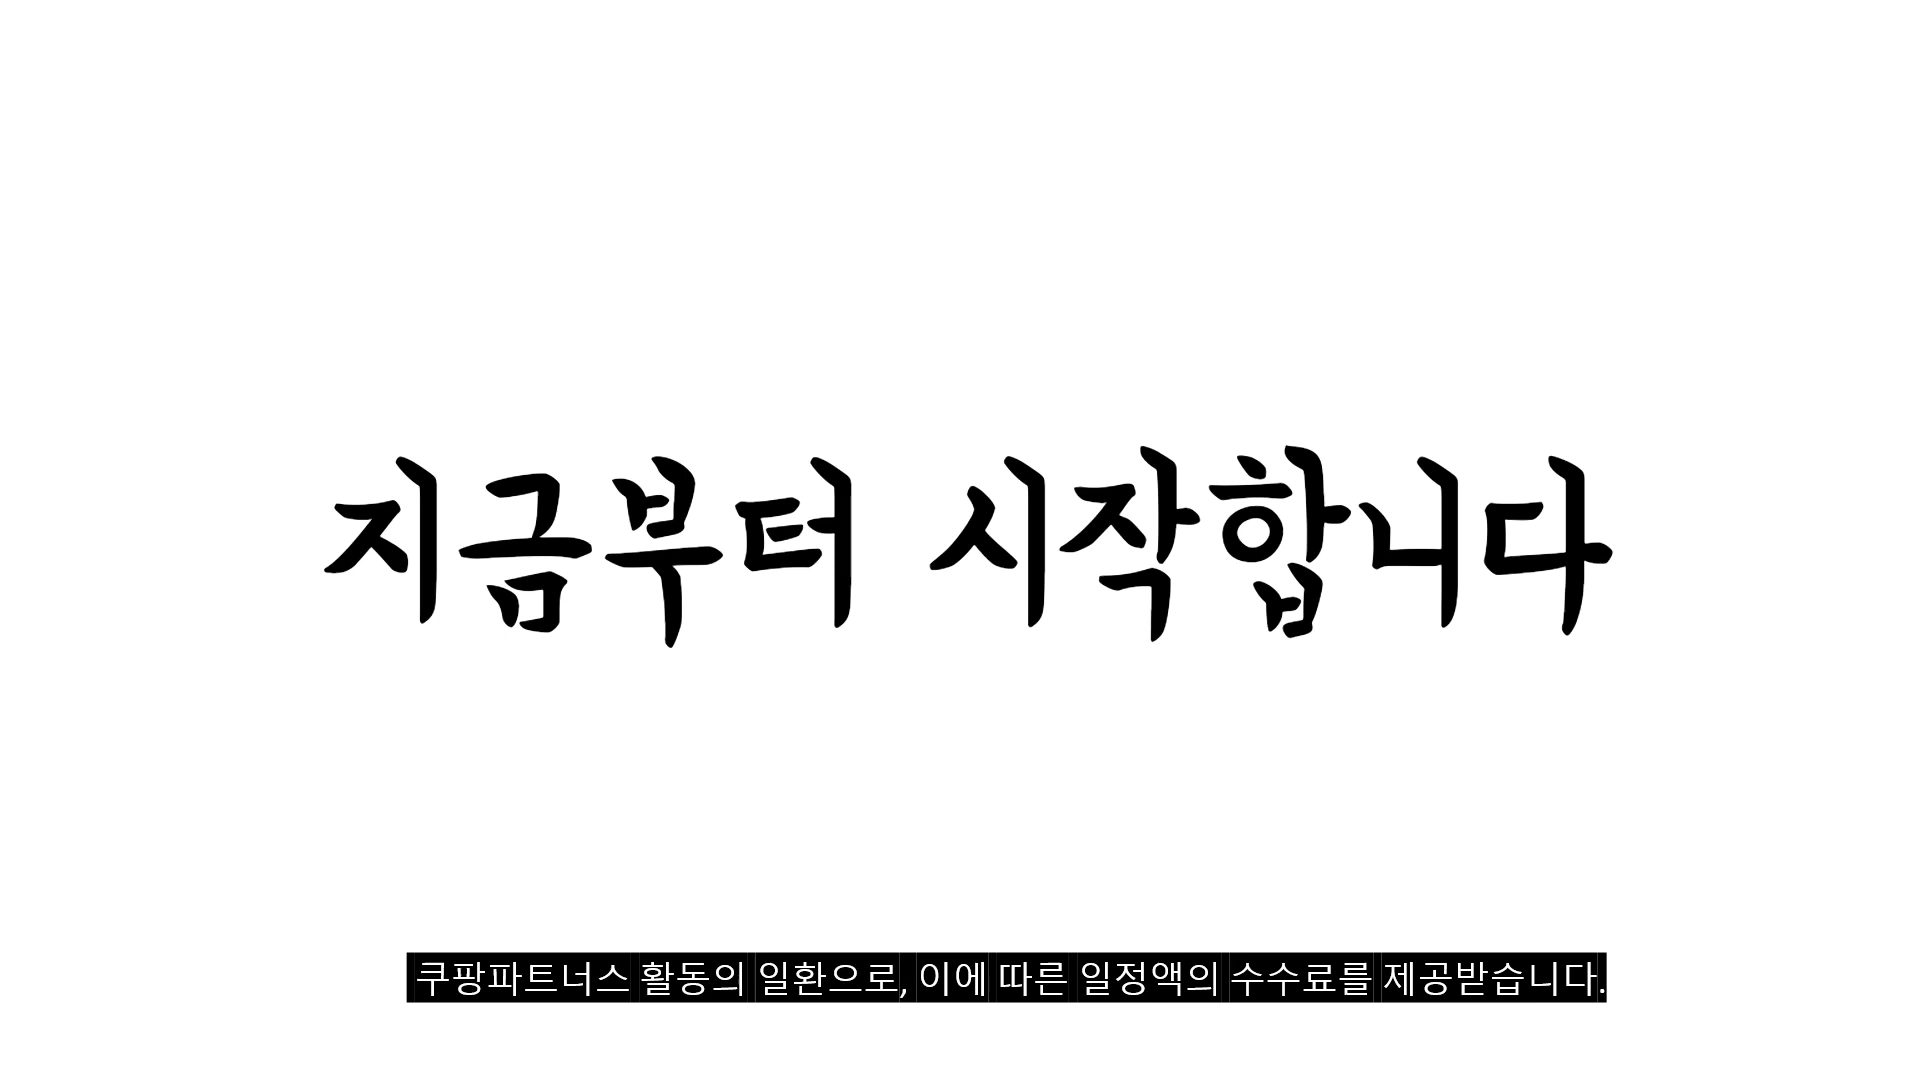 지금부터 시작합니다
쿠팡파트너스 활동의 일환으로, 이에 따른 일정액의 수수료를 제공받습니다.